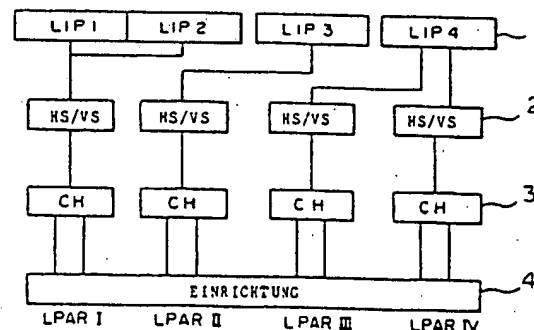 LIP 1 LIP 2 LIP 3 LIP 4
HS/VS HS/VS HS/VS HS/VS 2
CH CH CH CH 3
EINRICHTUNG 4
LPAR I LPAR II LPAR III LPAR IV